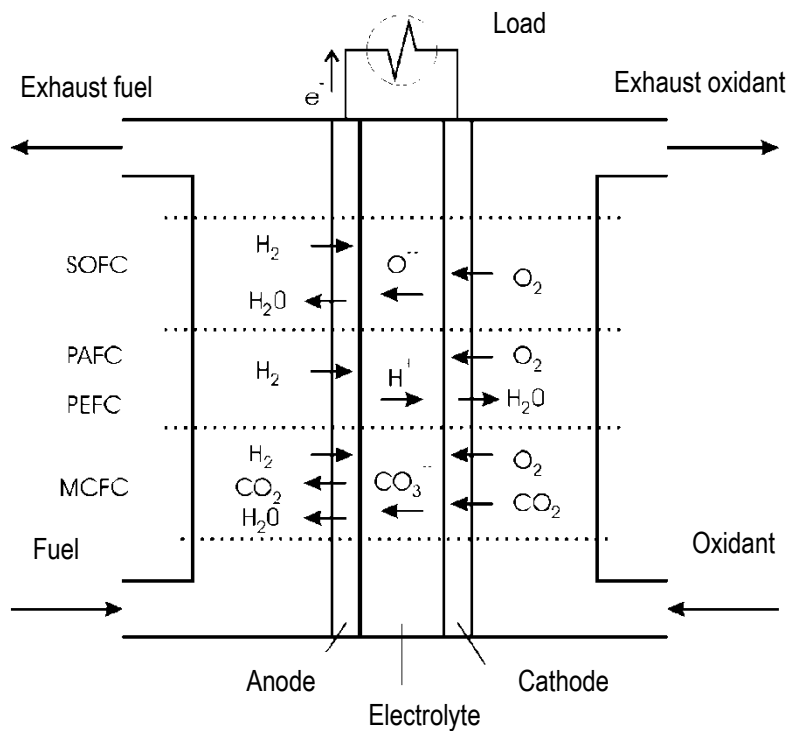 Load
e⁻
Exhaust fuel
Exhaust oxidant
SOFC
H₂
O⁻⁻
O₂
H₂O
PAFC
H₂
H⁺
O₂
PEFC
H₂O
MCFC
H₂
CO₂
H₂O
CO₃⁻⁻
O₂
CO₂
Fuel
Oxidant
Anode
Cathode
Electrolyte